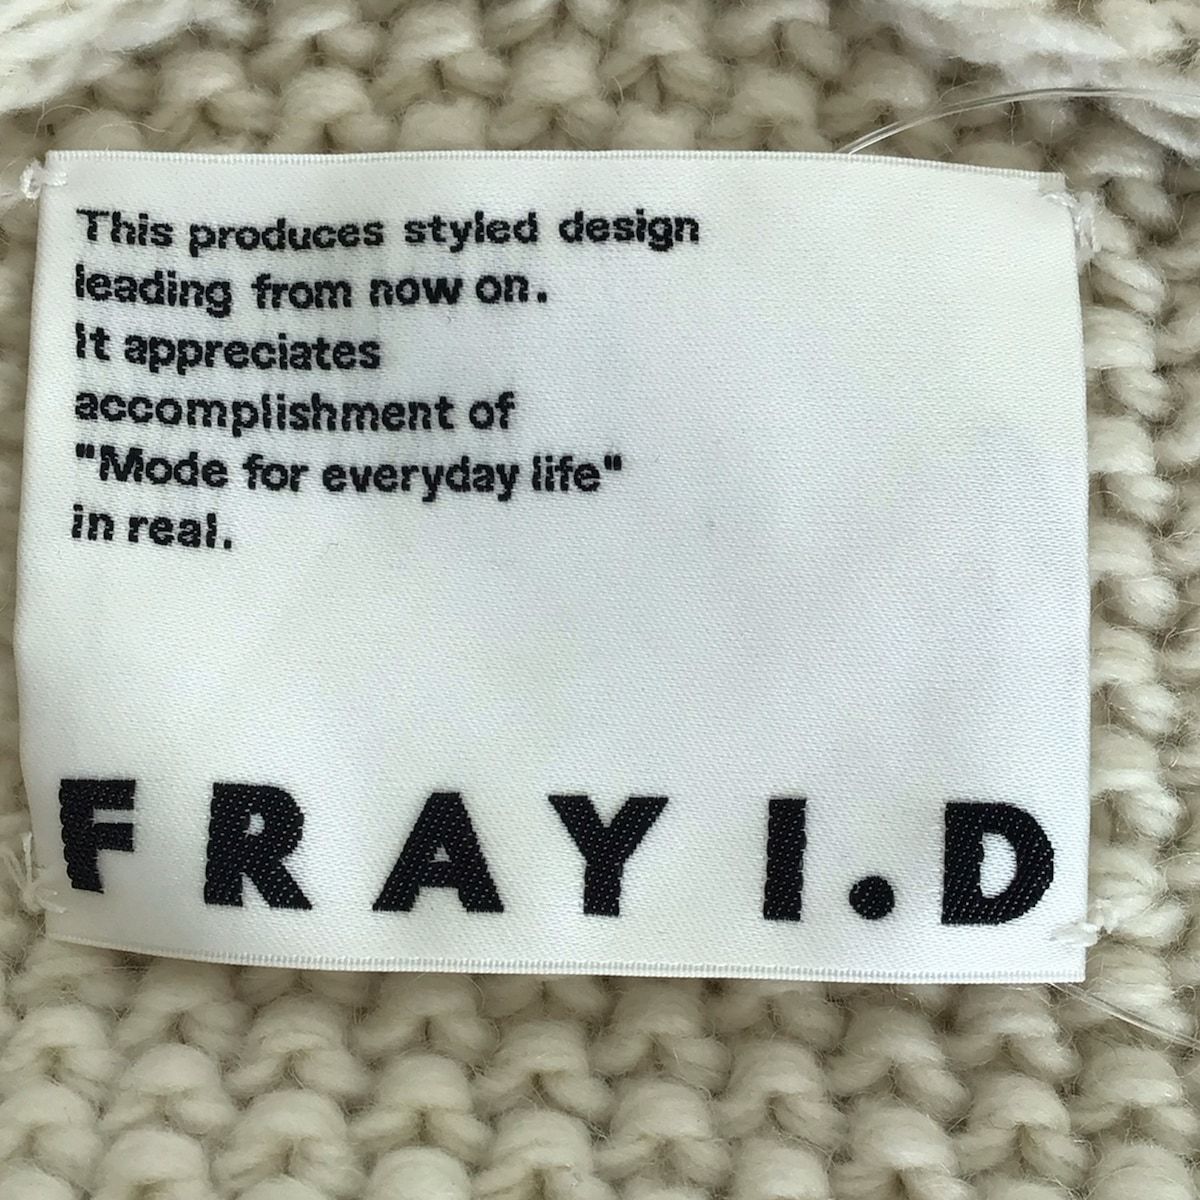 This produces styled design
leading from now on.
It appreciates
accomplishment of
"Mode for everyday life"
in real.
FRAY I.D